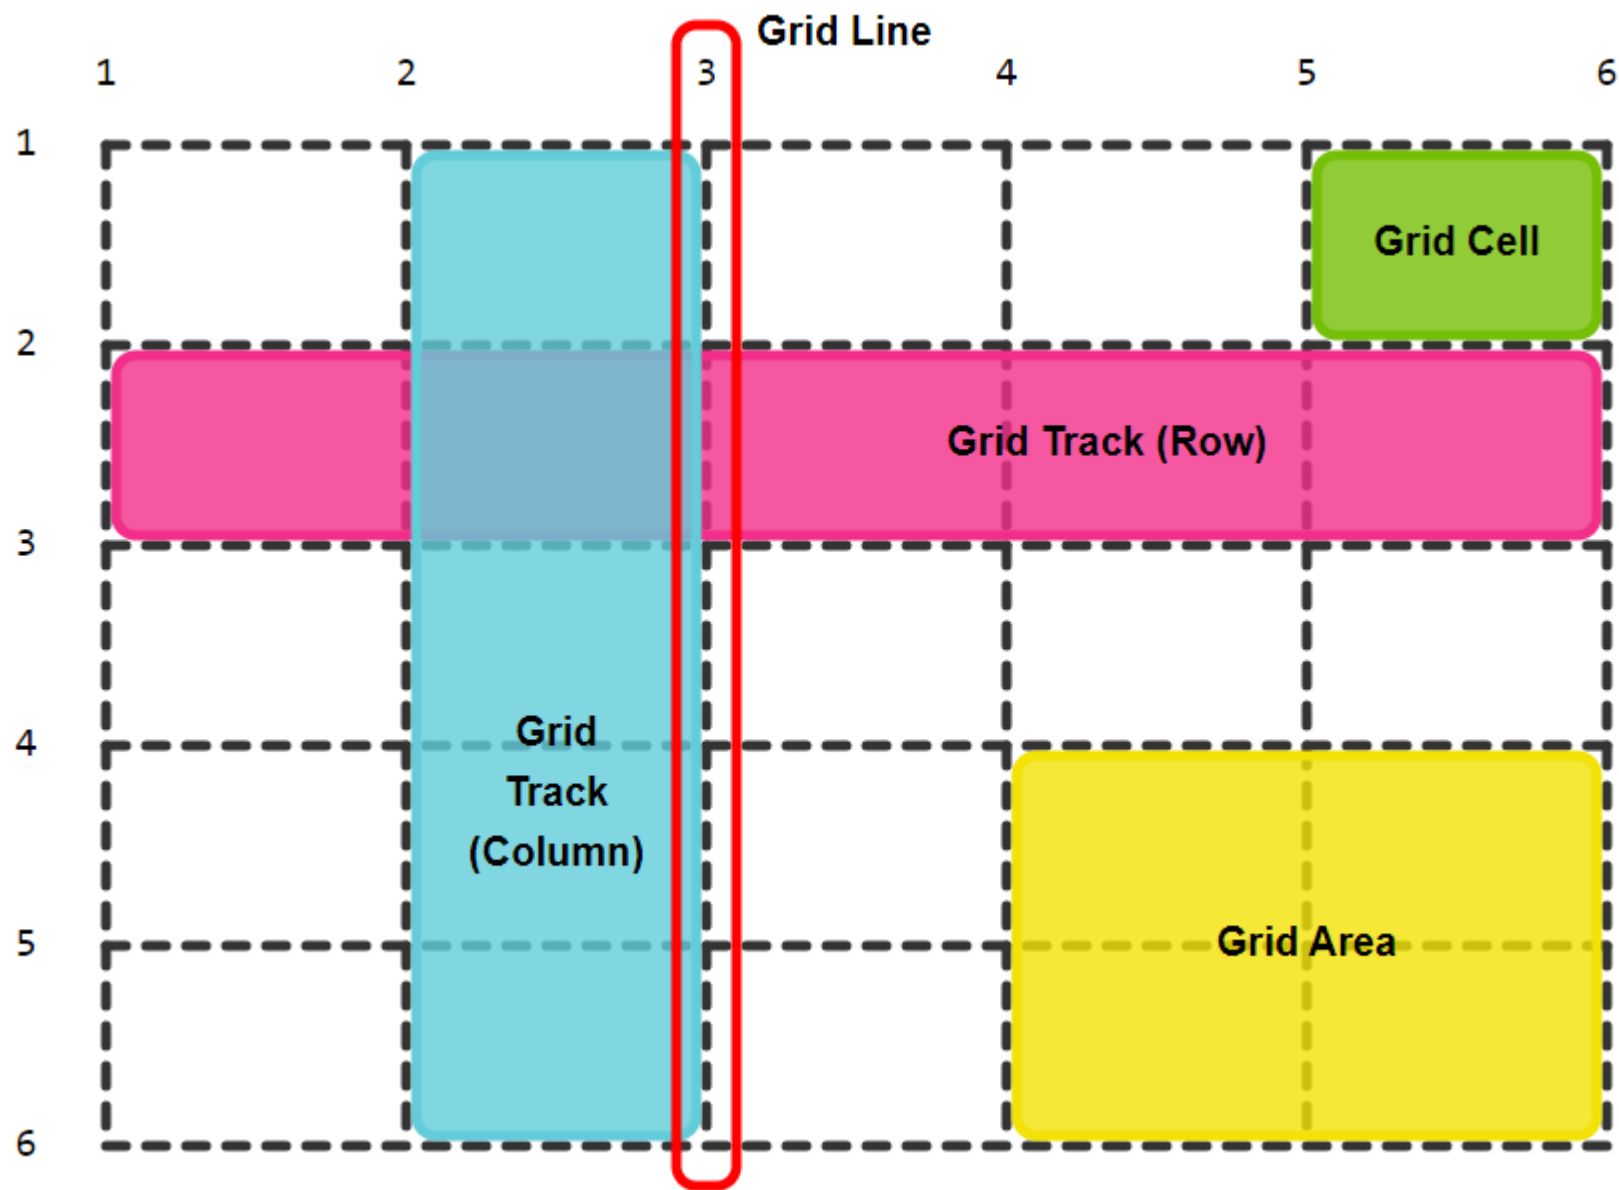 Grid Line
1 2 3 4 5 6
1
Grid Cell
2
Grid Track (Row)
3
4
Grid
Track
(Column)
5
Grid Area
6